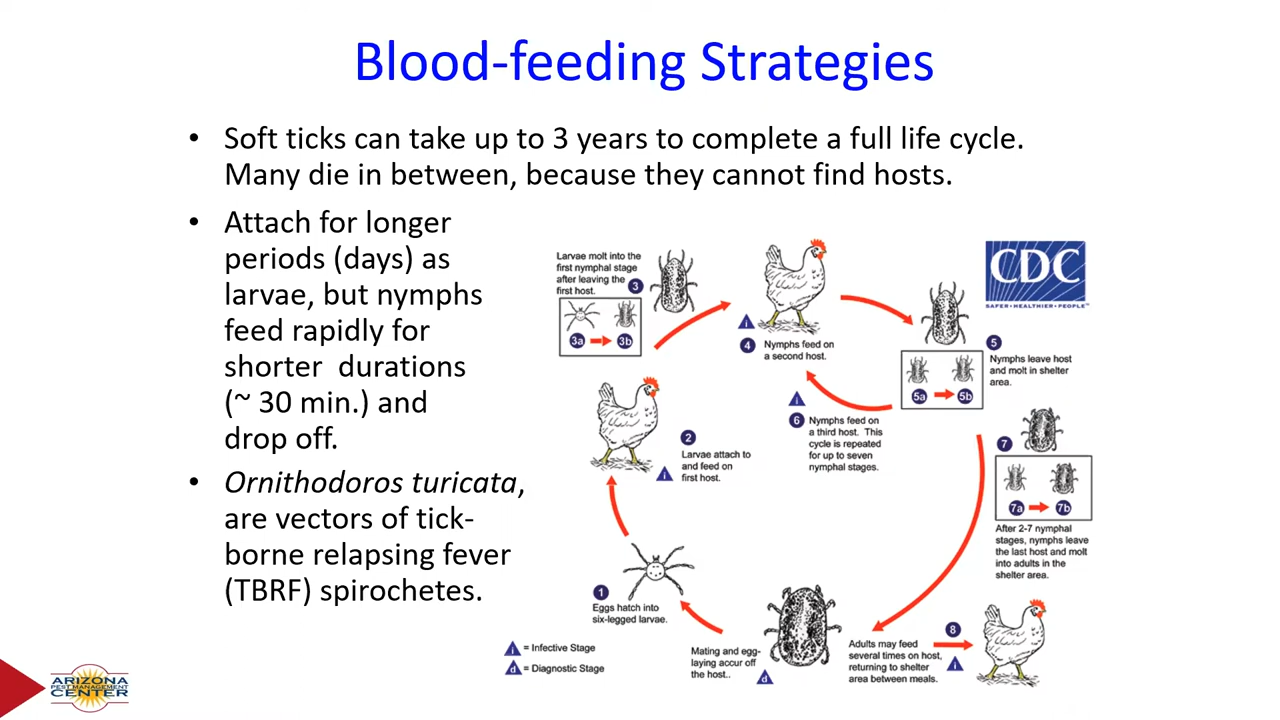 Blood-feeding Strategies
• Soft ticks can take up to 3 years to complete a full life cycle.
Many die in between, because they cannot find hosts.
• Attach for longer
periods (days) as
larvae, but nymphs
feed rapidly for
shorter durations
(~ 30 min.) and
drop off.
• Ornithodoros turicata,
are vectors of tick-
borne relapsing fever
(TBRF) spirochetes.
Larvae molt into the
first nymphal stage
after leaving the
first host.
3
3a
3b
i
4
Nymphs feed on
a second host.
CDC
SAFER • HEALTHIER • PEOPLE™
5
Nymphs leave host
and molt in shelter
area.
5a
5b
i
6
Nymphs feed on
a third host. This
cycle is repeated
for up to seven
nymphal stages.
2
Larvae attach to
and feed on
first host.
i
7
7a
7b
After 2-7 nymphal
stages, nymphs leave
the last host and molt
into adults in the
shelter area.
1
Eggs hatch into
six-legged larvae.
Mating and egg-
laying accur off
the host..
d
Adults may feed
several times on host,
returning to shelter
area between meals.
8
i
i = Infective Stage
d = Diagnostic Stage
ARIZONA
PEST MANAGEMENT
CENTER